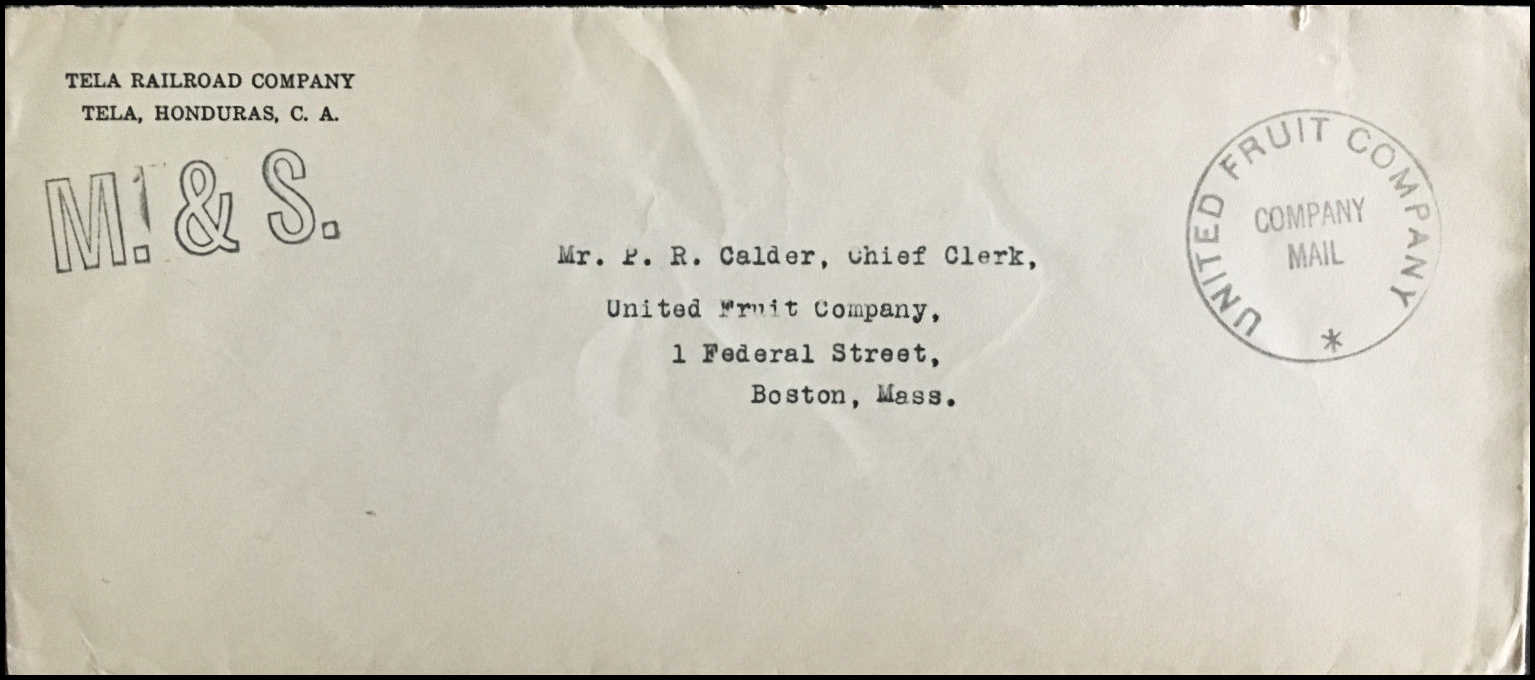 TELA RAILROAD COMPANY
TELA, HONDURAS, C. A.
M. & S.
UNITED FRUIT COMPANY
COMPANY
MAIL
*
Mr. P. R. Calder, Chief Clerk,
United Fruit Company,
1 Federal Street,
Boston, Mass.